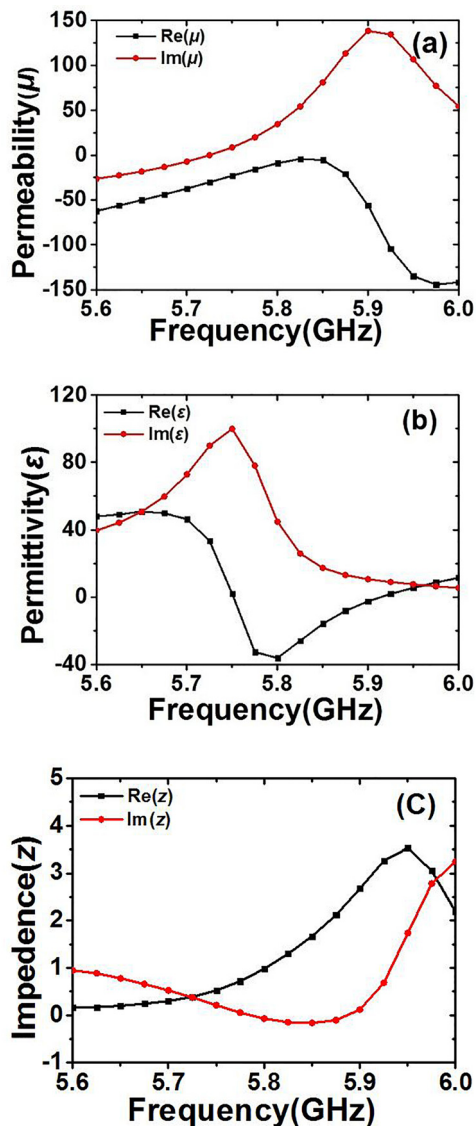 150
Re(μ)
Im(μ)
(a)
100
50
0
-50
-100
-150
Permeability(μ)
5.6 5.7 5.8 5.9 6.0
Frequency(GHz)
120
Re(ε)
Im(ε)
(b)
80
40
0
-40
Permittivity(ε)
5.6 5.7 5.8 5.9 6.0
Frequency(GHz)
5
Re(z)
Im(z)
(C)
4
3
2
1
0
-1
Impedence(z)
5.6 5.7 5.8 5.9 6.0
Frequency(GHz)